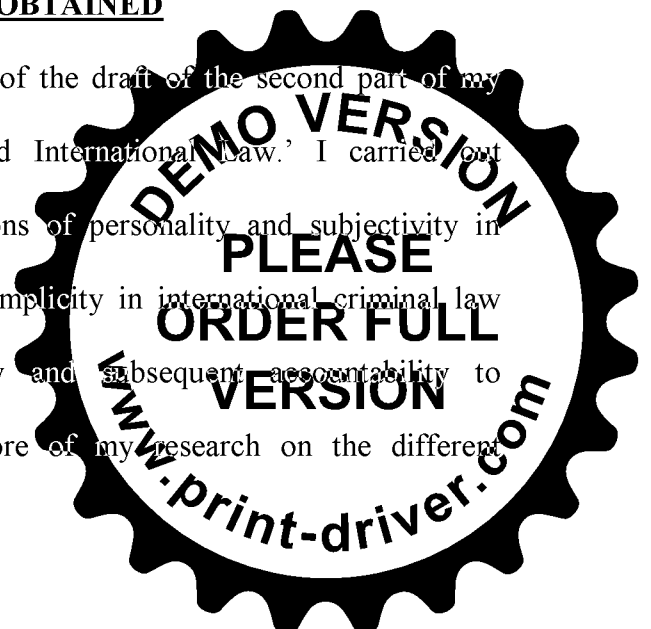 OBTAINED
of the draft of the second part of my
d International Law.’ I carried out
ns of personality and subjectivity in
mplicity in international criminal law
y and subsequent accountability to
ore of my research on the different
DEMO VERSION
PLEASE
ORDER FULL
VERSION
www.print-driver.com